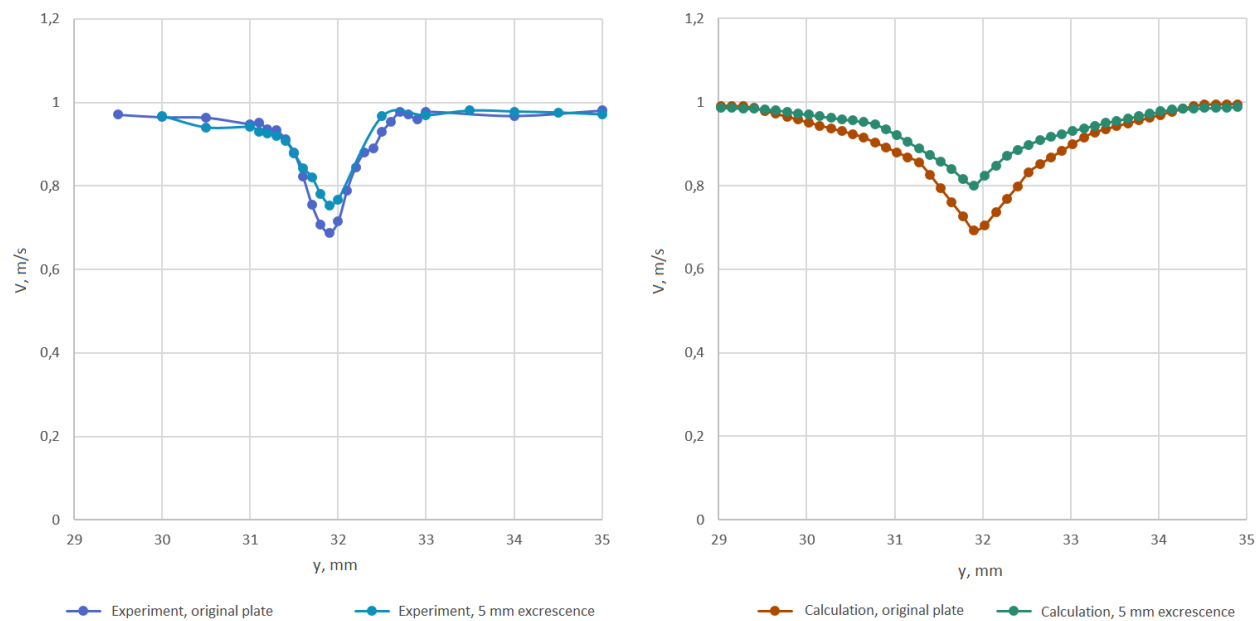 1,2
1
0,8
0,6
0,4
0,2
0
V, m/s
29 30 31 32 33 34 35
y, mm
Experiment, original plate Experiment, 5 mm excrescence
1,2
1
0,8
0,6
0,4
0,2
0
V, m/s
29 30 31 32 33 34 35
y, mm
Calculation, original plate Calculation, 5 mm excrescence